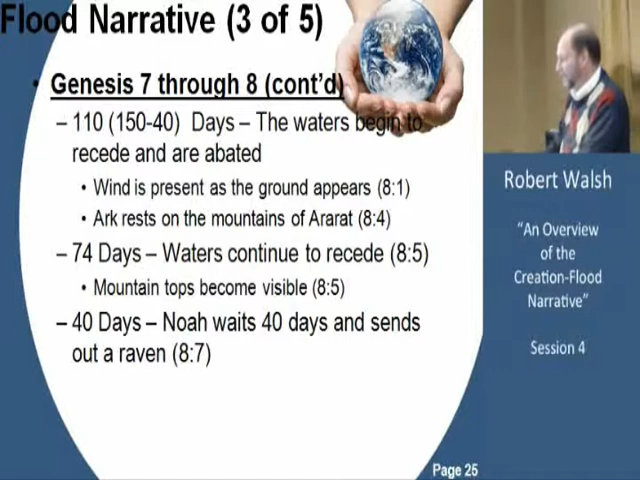 Flood Narrative (3 of 5)
• Genesis 7 through 8 (cont'd)
– 110 (150-40) Days – The waters begin to
recede and are abated
• Wind is present as the ground appears (8:1)
• Ark rests on the mountains of Ararat (8:4)
– 74 Days – Waters continue to recede (8:5)
• Mountain tops become visible (8:5)
– 40 Days – Noah waits 40 days and sends
out a raven (8:7)
Page 25
Robert Walsh
"An Overview
of the
Creation-Flood
Narrative"
Session 4